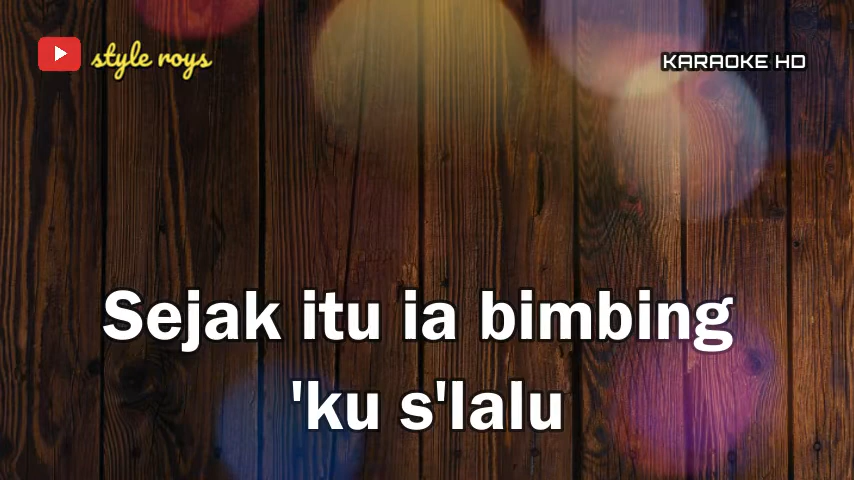 style roys
KARAOKE HD
Sejak itu ia bimbing
'ku s'lalu